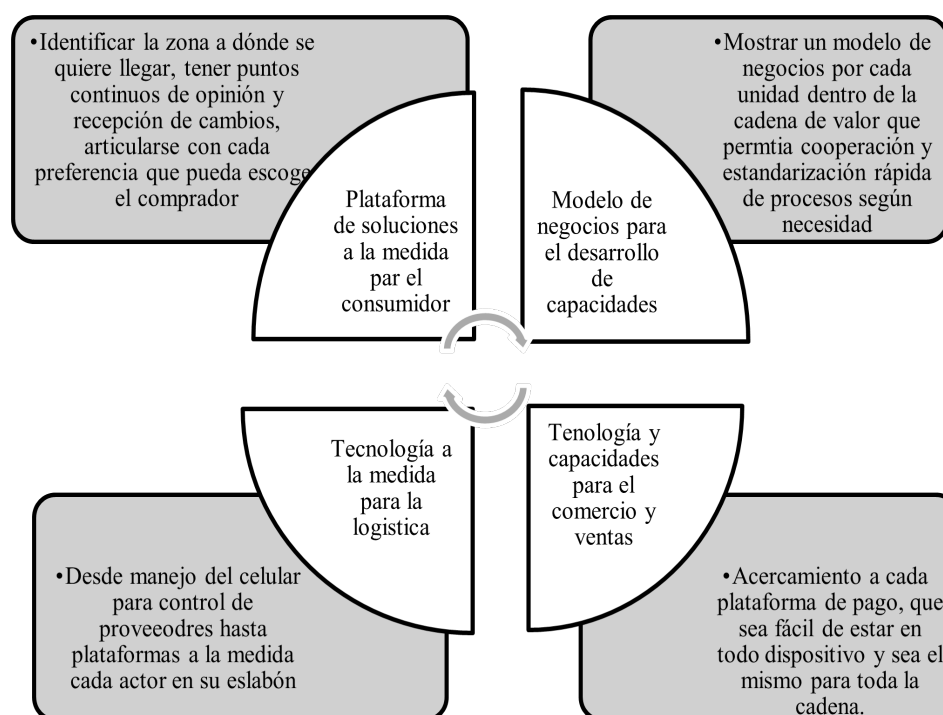 •Identificar la zona a dónde se
quiere llegar, tener puntos
continuos de opinión y
recepción de cambios,
articularse con cada
preferencia que pueda escoge
el comprador
Plataforma
de soluciones
a la medida
par el
consumidor
•Mostrar un modelo de
negocios por cada
unidad dentro de la
cadena de valor que
permtia cooperación y
estandarización rápida
de procesos según
necesidad
Modelo de
negocios para
el desarrollo
de
capacidades
Tecnología a
la medida
para la
logistica
•Desde manejo del celular
para control de
proveeodres hasta
plataformas a la medida
cada actor en su eslabón
Tenología y
capacidades
para el
comercio y
ventas
•Acercamiento a cada
plataforma de pago, que
sea fácil de estar en
todo dispositivo y sea el
mismo para toda la
cadena.